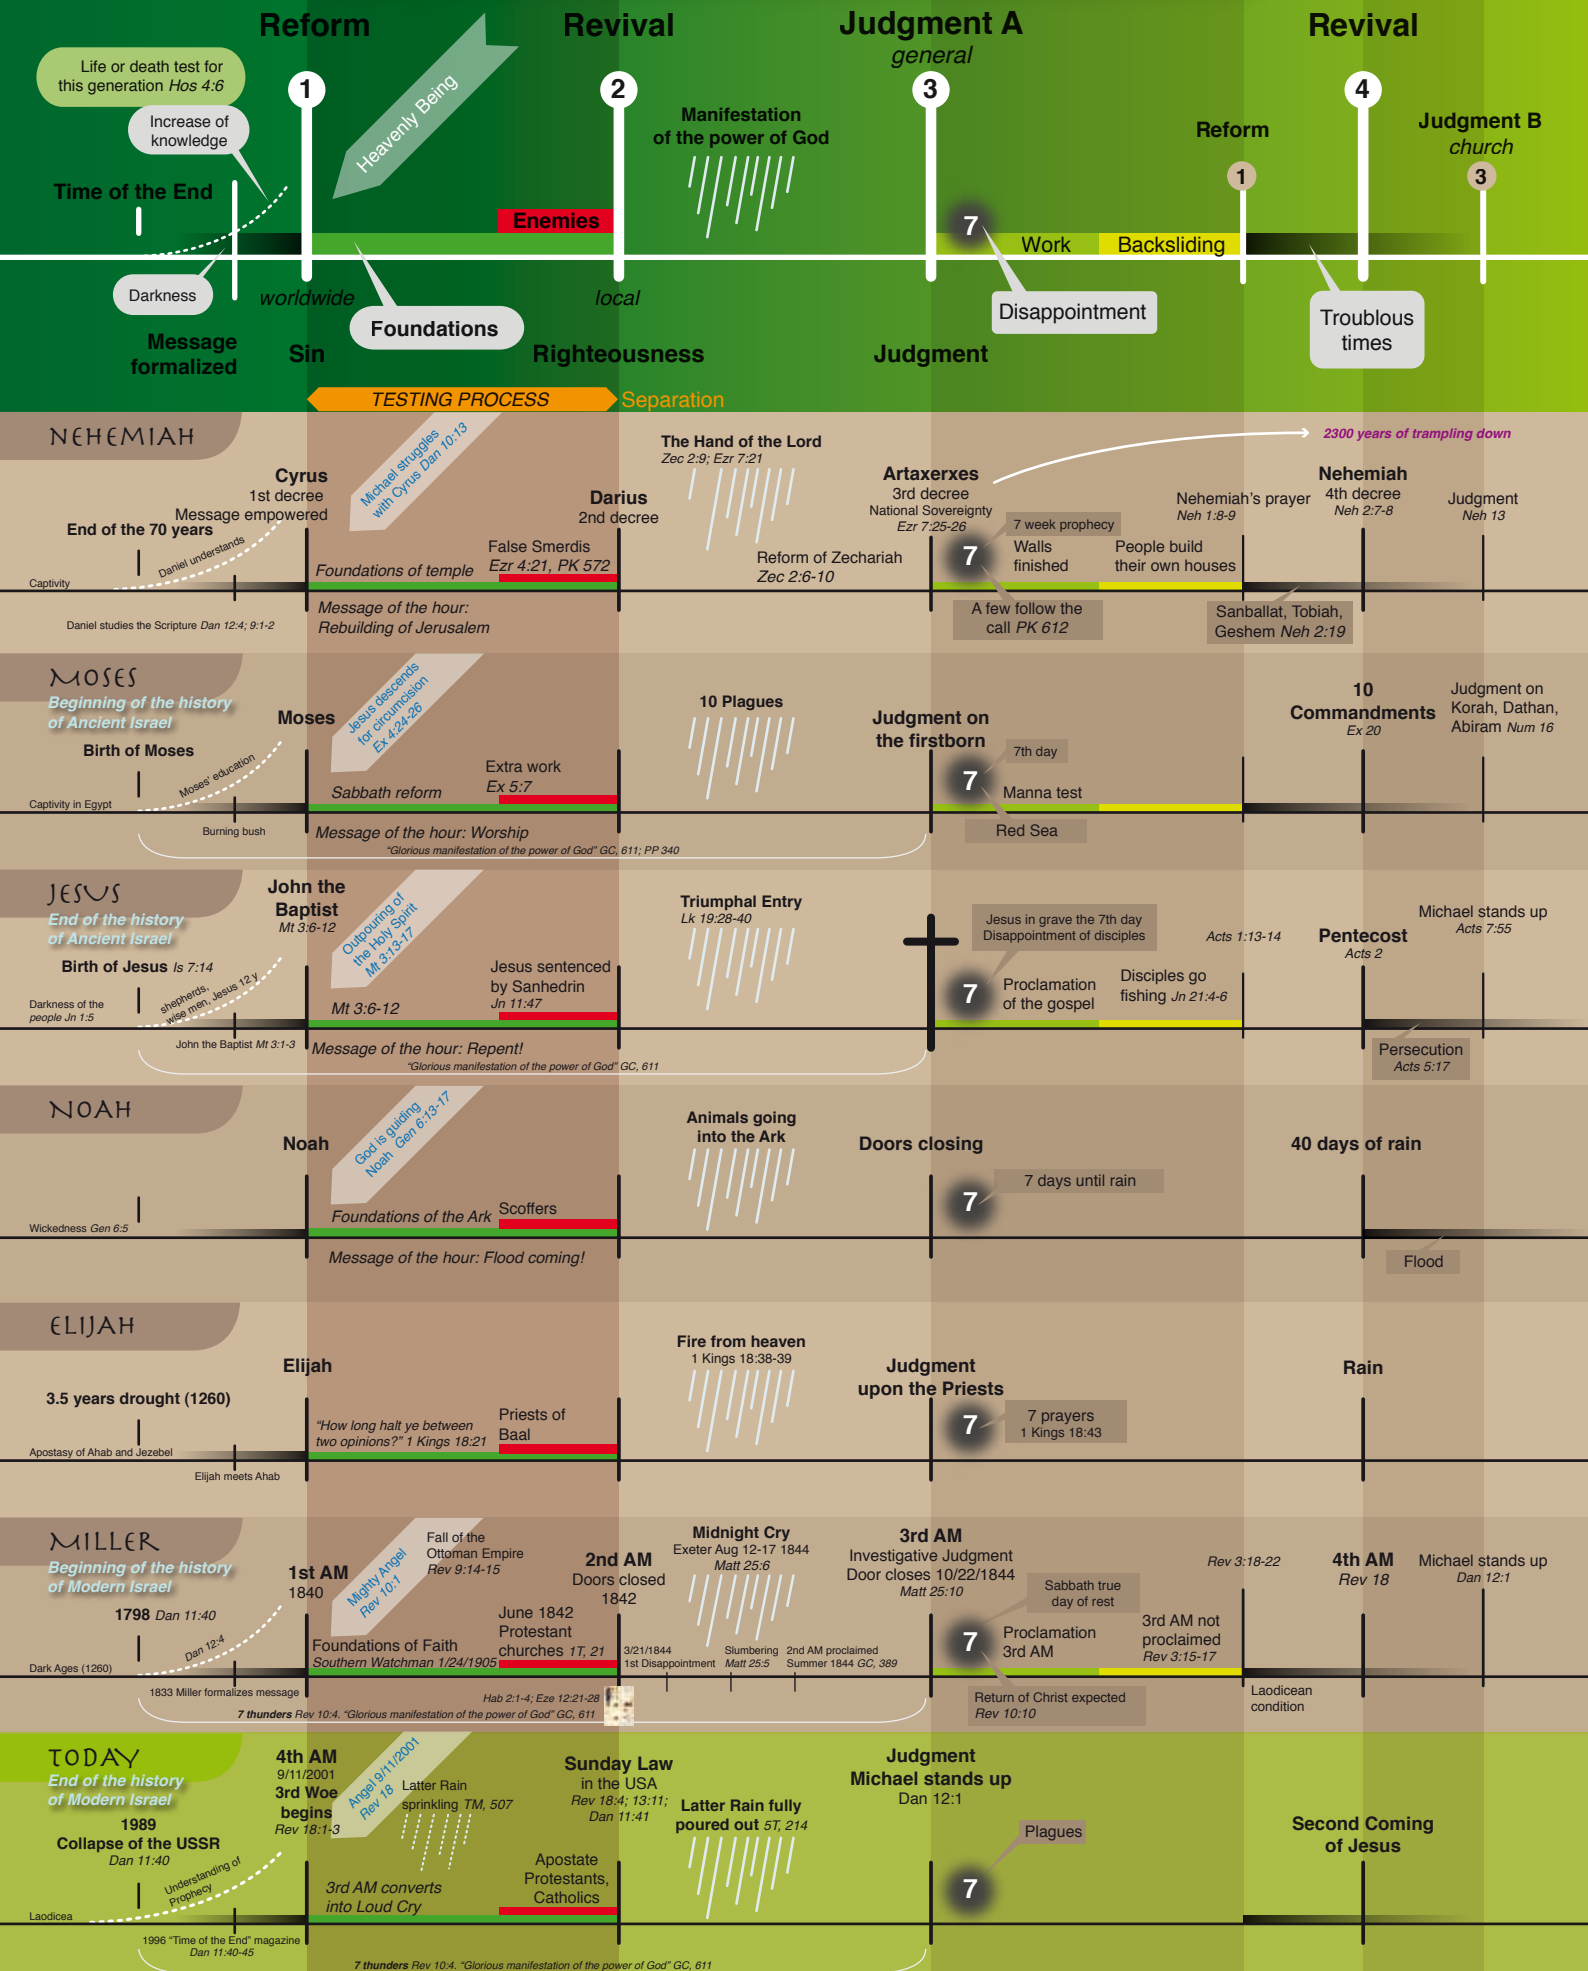 Reform
Revival
Judgment A
general
Revival
Life or death test for
this generation Hos 4:6
1
2
3
4
Increase of
knowledge
Heavenly Being
Manifestation
of the power of God
Reform
Judgment B
church
1
3
Time of the End
Enemies
7
Work
Backsliding
Darkness
worldwide
local
Foundations
Disappointment
Troublous
times
Message
formalized
Sin
Righteousness
Judgment
TESTING PROCESS
Separation
NEHEMIAH
Michael struggles
with Cyrus Dan 10:13
The Hand of the Lord
Zec 2:9; Ezr 7:21
2300 years of trampling down
Cyrus
1st decree
Message empowered
Darius
2nd decree
Artaxerxes
3rd decree
National Sovereignty
Ezr 7:25-26
Nehemiah's prayer
Neh 1:8-9
Nehemiah
4th decree
Neh 2:7-8
Judgment
Neh 13
End of the 70 years
Daniel understands
7 week prophecy
False Smerdis
Ezr 4:21, PK 572
Reform of Zechariah
Zec 2:6-10
7
Walls
finished
People build
their own houses
Captivity
Foundations of temple
Daniel studies the Scripture Dan 12:4; 9:1-2
Message of the hour:
Rebuilding of Jerusalem
A few follow the
call PK 612
Sanballat, Tobiah,
Geshem Neh 2:19
MOSES
Beginning of the history
of Ancient Israel
Jesus descends
for circumcision
Ex 4:24-26
Moses
10 Plagues
Judgment on
the firstborn
10
Commandments
Ex 20
Judgment on
Korah, Dathan,
Abiram Num 16
Birth of Moses
Moses' education
7th day
Extra work
Ex 5:7
7
Sabbath reform
Manna test
Captivity in Egypt
Burning bush
Message of the hour: Worship
Red Sea
"Glorious manifestation of the power of God" GC, 611; PP 340
JESUS
End of the history
of Ancient Israel
John the
Baptist
Mt 3:6-12
Outpouring of
the Holy Spirit
Mt 3:13-17
Triumphal Entry
Lk 19:28-40
Jesus in grave the 7th day
Disappointment of disciples
Acts 1:13-14
Pentecost
Acts 2
Michael stands up
Acts 7:55
Birth of Jesus Is 7:14
shepherds,
wise men, Jesus 12 y
Jesus sentenced
by Sanhedrin
Jn 11:47
7
Proclamation
of the gospel
Disciples go
fishing Jn 21:4-6
Darkness of the
people Jn 1:5
Mt 3:6-12
John the Baptist Mt 3:1-3
Message of the hour: Repent!
Persecution
Acts 5:17
"Glorious manifestation of the power of God" GC, 611
NOAH
Noah
God is guiding
Noah Gen 6:13-17
Animals going
into the Ark
Doors closing
40 days of rain
7
7 days until rain
Wickedness Gen 6:5
Foundations of the Ark
Scoffers
Message of the hour: Flood coming!
Flood
ELIJAH
Elijah
Fire from heaven
1 Kings 18:38-39
Judgment
upon the Priests
Rain
3.5 years drought (1260)
"How long halt ye between
two opinions?" 1 Kings 18:21
Priests of
Baal
7
7 prayers
1 Kings 18:43
Apostasy of Ahab and Jezebel
Elijah meets Ahab
MILLER
Beginning of the history
of Modern Israel
1st AM
1840
Mighty Angel
Rev 10:1
Fall of the
Ottoman Empire
Rev 9:14-15
2nd AM
Doors closed
1842
Midnight Cry
Exeter Aug 12-17 1844
Matt 25:6
3rd AM
Investigative Judgment
Door closes 10/22/1844
Matt 25:10
Rev 3:18-22
4th AM
Rev 18
Michael stands up
Dan 12:1
1798 Dan 11:40
Dan 12:4
Sabbath true
day of rest
June 1842
Protestant
churches 1T, 21
7
Proclamation
3rd AM
3rd AM not
proclaimed
Rev 3:15-17
Foundations of Faith
Southern Watchman 1/24/1905
3/21/1844
1st Disappointment
Slumbering
Matt 25:5
2nd AM proclaimed
Summer 1844 GC, 389
Dark Ages (1260)
1833 Miller formalizes message
Hab 2:1-4; Eze 12:21-28
Return of Christ expected
Rev 10:10
Laodicean
condition
7 thunders Rev 10:4. "Glorious manifestation of the power of God" GC, 611
TODAY
End of the history
of Modern Israel
4th AM
9/11/2001
3rd Woe
begins
Rev 18:1-3
Angel 9/11/2001
Rev 18
Latter Rain
sprinkling TM, 507
Sunday Law
in the USA
Rev 18:4; 13:11;
Dan 11:41
Latter Rain fully
poured out 5T, 214
Judgment
Michael stands up
Dan 12:1
1989
Collapse of the USSR
Dan 11:40
Understanding of
Prophecy
Plagues
Second Coming
of Jesus
Apostate
Protestants,
Catholics
7
3rd AM converts
into Loud Cry
Laodicea
1996 "Time of the End" magazine
Dan 11:40-45
7 thunders Rev 10:4. "Glorious manifestation of the power of God" GC, 611